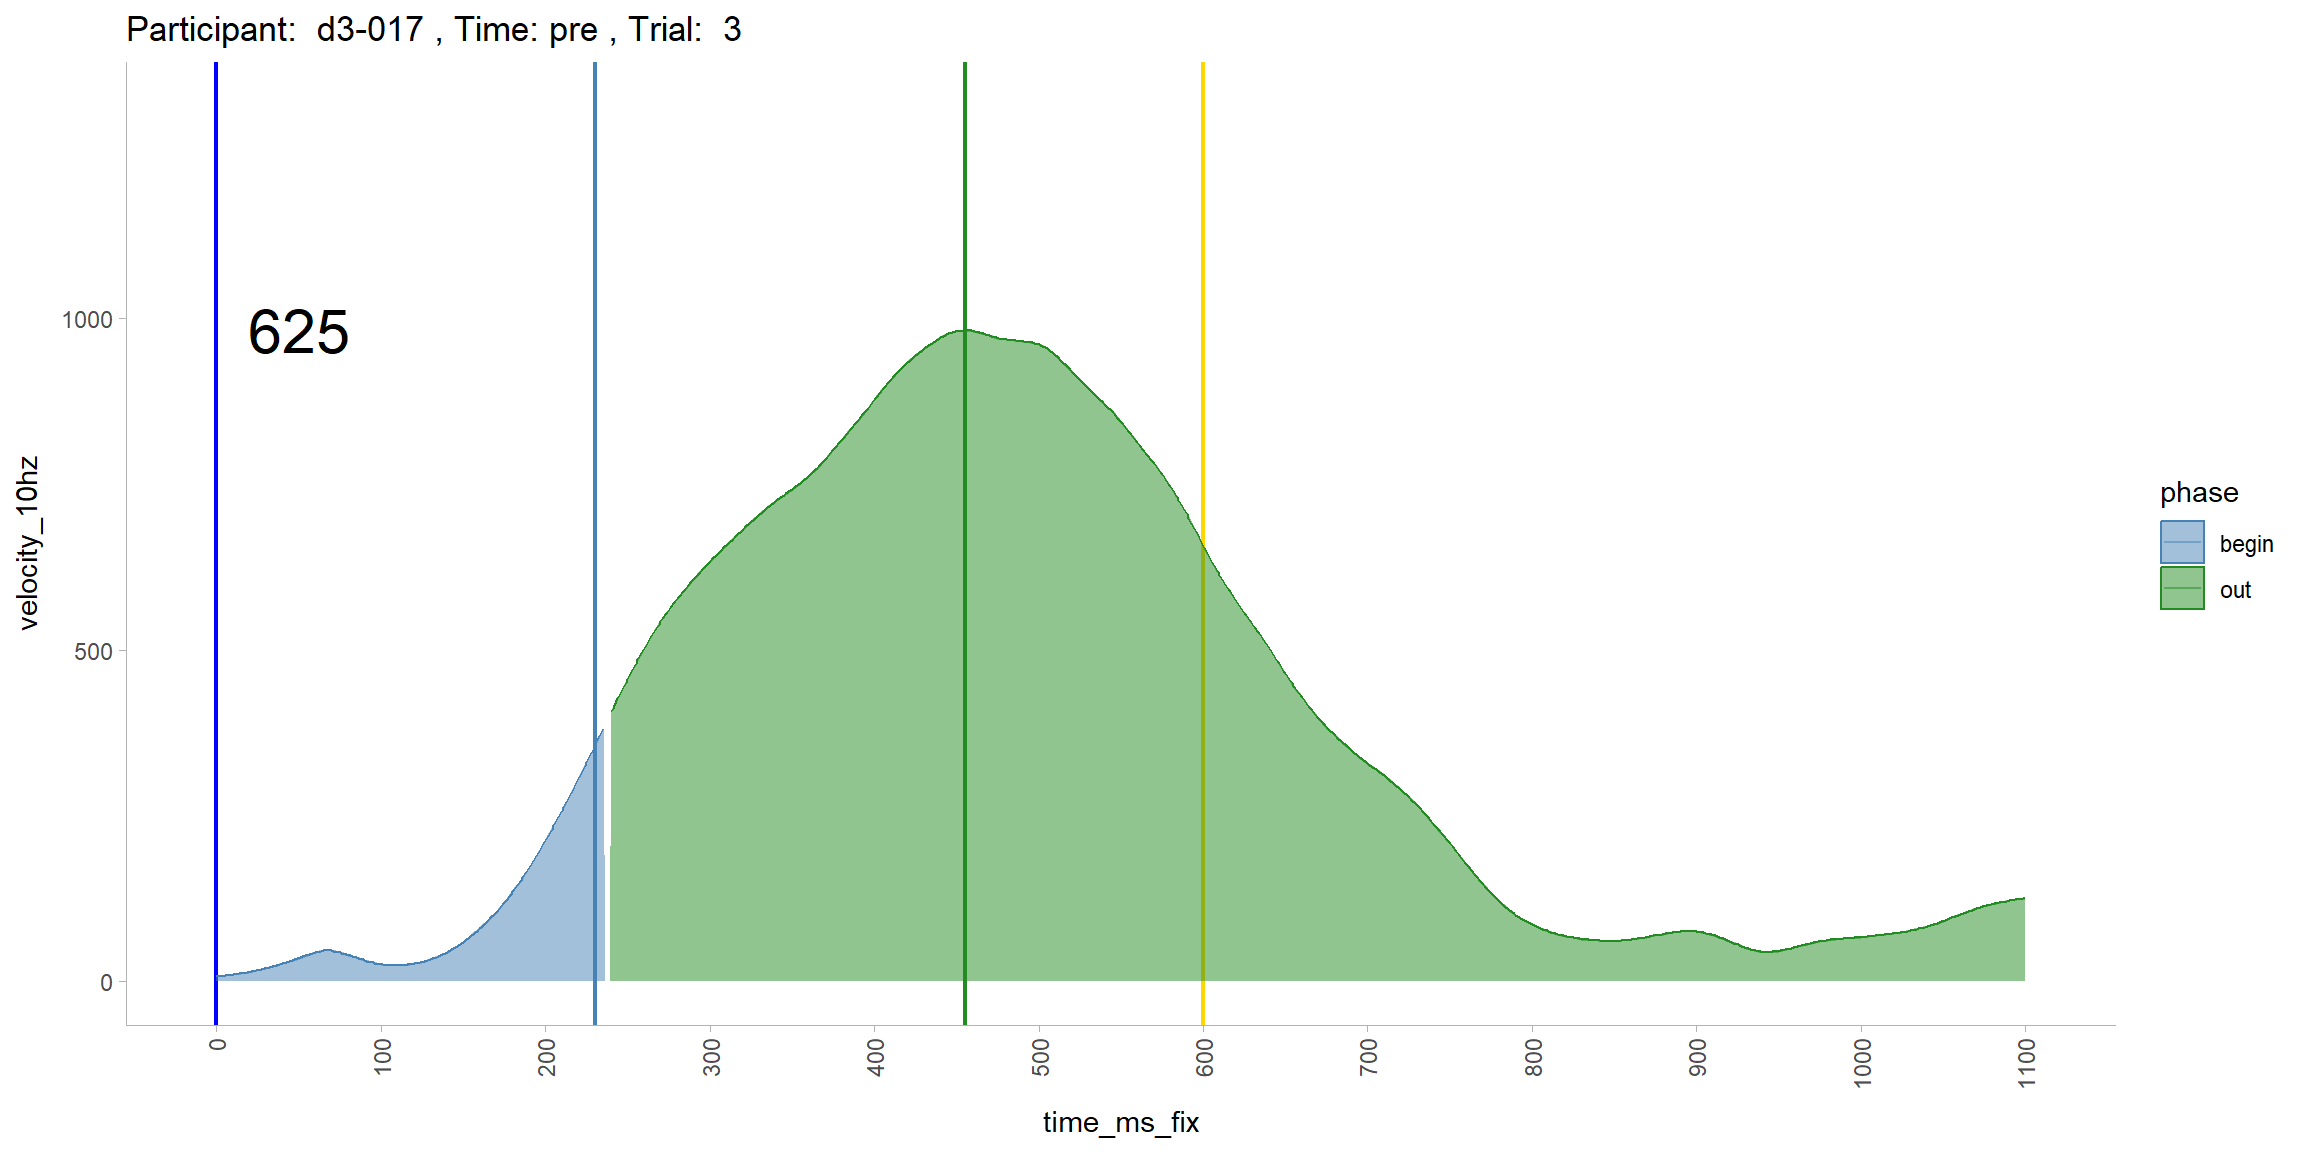 Participant:  d3-017 , Time: pre , Trial:  3
625
velocity_10hz
1000
500
0
0 100 200 300 400 500 600 700 800 900 1000 1100
time_ms_fix
phase
begin
out